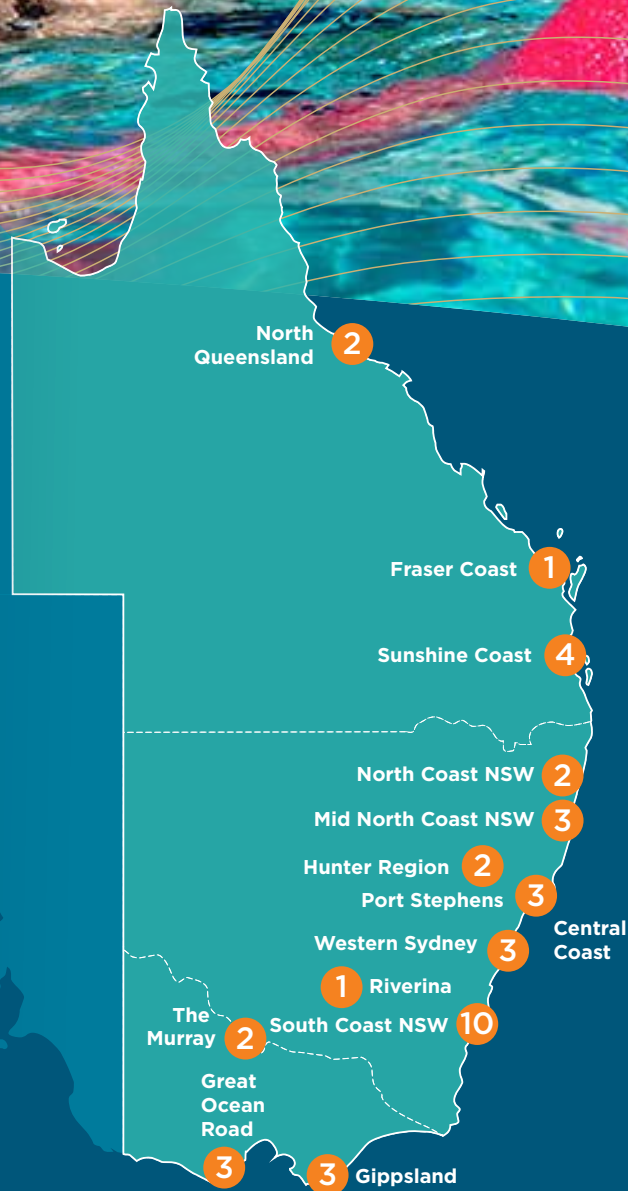 North
Queensland
2
Fraser Coast 1
Sunshine Coast 4
North Coast NSW 2
Mid North Coast NSW 3
Hunter Region 2
Port Stephens 3
Central
Coast
Western Sydney 3
1 Riverina
The
Murray
2
South Coast NSW 10
Great
Ocean
Road
3
3 Gippsland